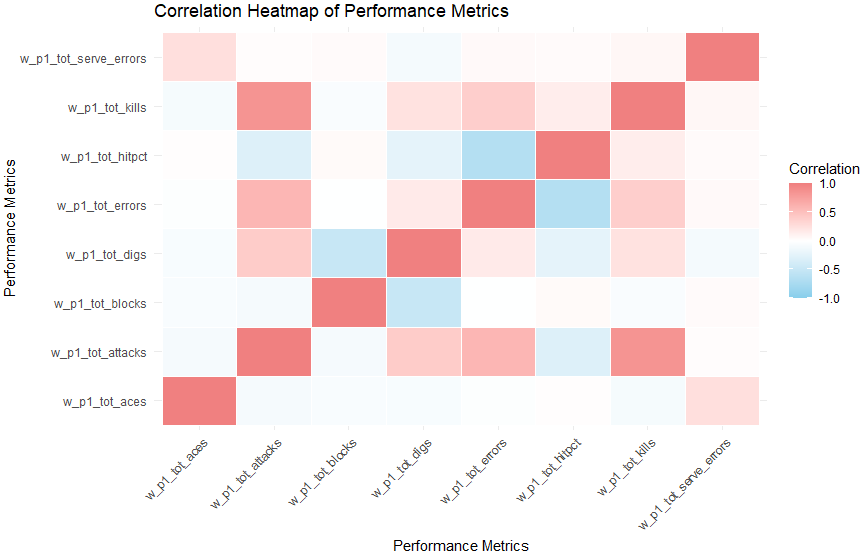 Correlation Heatmap of Performance Metrics
Performance Metrics
w_p1_tot_serve_errors
w_p1_tot_kills
w_p1_tot_hitpct
w_p1_tot_errors
w_p1_tot_digs
w_p1_tot_blocks
w_p1_tot_attacks
w_p1_tot_aces
w_p1_tot_aces
w_p1_tot_attacks
w_p1_tot_blocks
w_p1_tot_digs
w_p1_tot_errors
w_p1_tot_hitpct
w_p1_tot_kills
w_p1_tot_serve_errors
Performance Metrics
Correlation
1.0
0.5
0.0
-0.5
-1.0